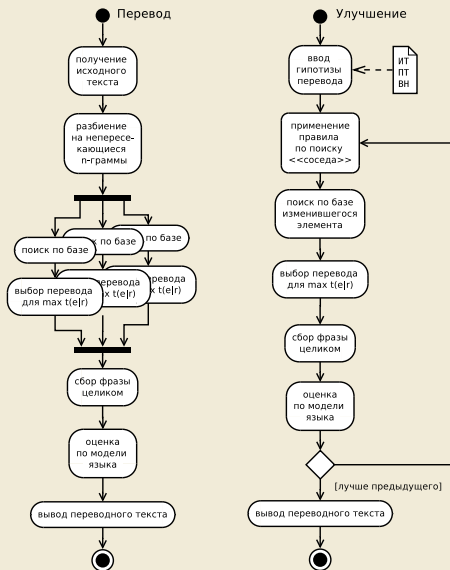 Перевод
получение
исходного
текста
разбиение
на непересе-
кающиеся
n-граммы
поиск по базе
к по базе
по базе
выбор перевода
для max t(e|r)
перевода
x t(e|r)
ревода
x t(e|r)
сбор фразы
целиком
оценка
по модели
языка
вывод переводного текста
Улучшение
ввод
гипотизы
перевода
ИТ
ПТ
ВН
применение
правила
по поиску
<<соседа>>
поиск по базе
изменившегося
элемента
выбор перевода
для max t(e|r)
сбор фразы
целиком
оценка
по модели
языка
[лучше предыдущего]
вывод переводного текста